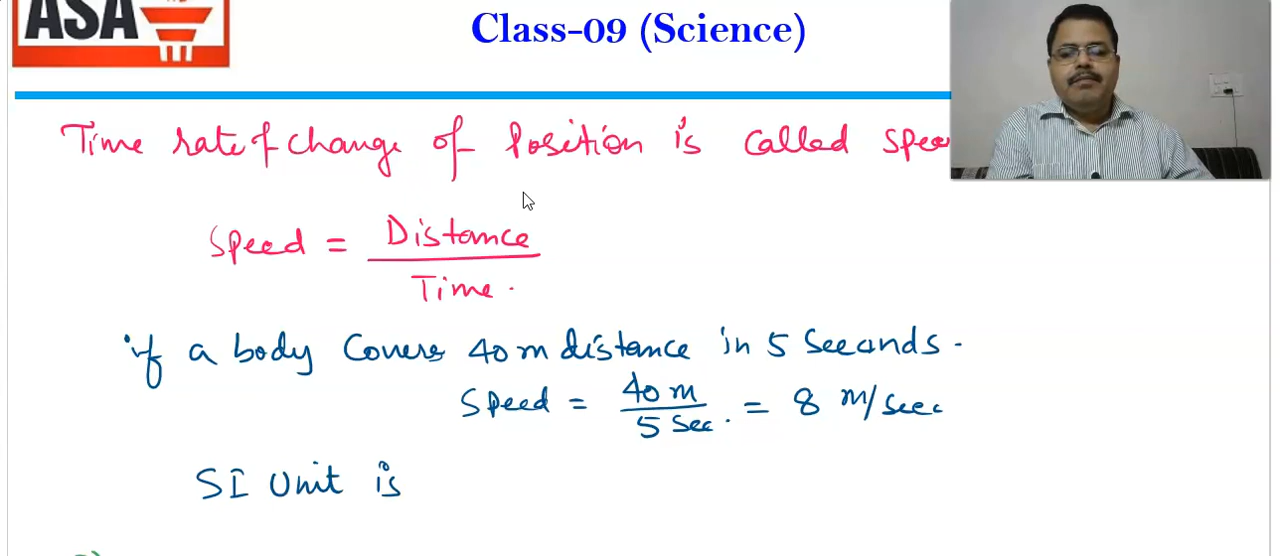 ASA
Class-09 (Science)
Time rate of change of Position is called
Speed = Distance
Time.
if a body Covers 40 m distance in 5 Seconds.
Speed = 40 m
5 Sec. = 8 m/sec
SI Unit is